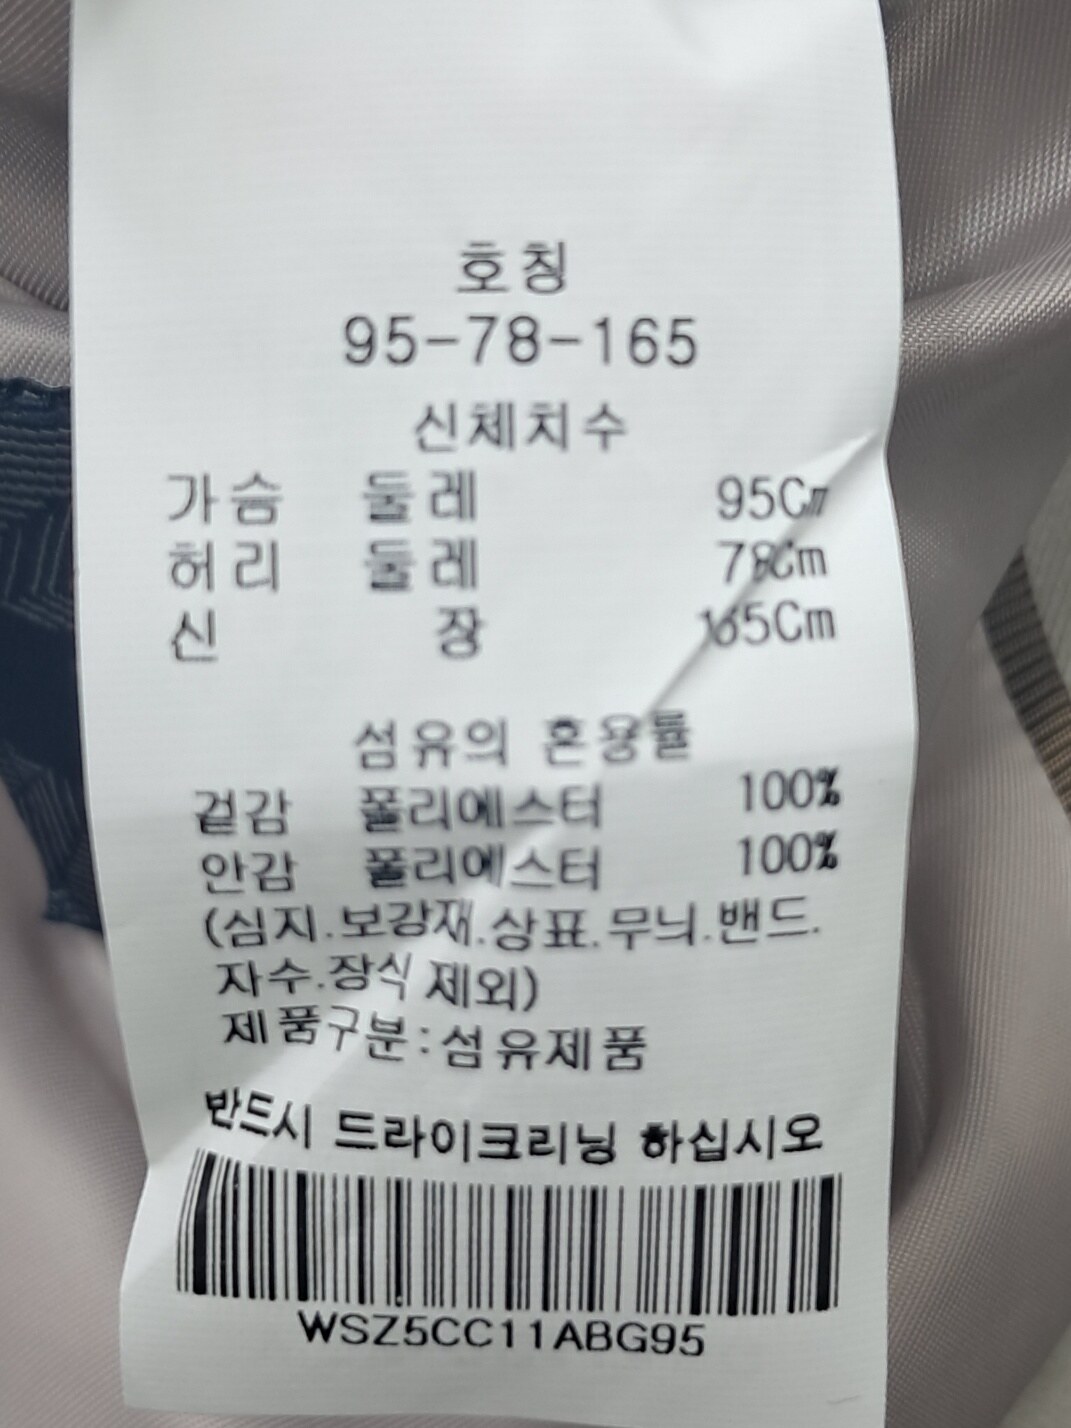 호칭
95-78-165
신체치수
가슴 둘레 95Cm
허리 둘레 78Cm
신 장 165Cm
섬유의 혼용률
겉감 폴리에스터 100%
안감 폴리에스터 100%
(심지.보강재.상표.무늬.밴드.
자수.장식 제외)
제품구분:섬유제품
반드시 드라이크리닝 하십시오
WSZ5CC11ABG95